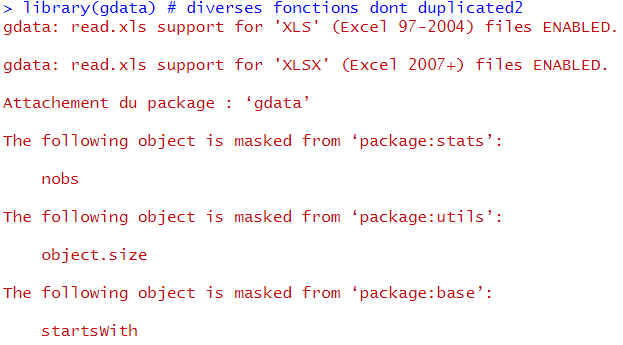 > library(gdata) # diverses fonctions dont duplicated2
gdata: read.xls support for 'XLS' (Excel 97-2004) files ENABLED.
gdata: read.xls support for 'XLSX' (Excel 2007+) files ENABLED.
Attachement du package : ‘gdata’
The following object is masked from ‘package:stats’:
nobs
The following object is masked from ‘package:utils’:
object.size
The following object is masked from ‘package:base’:
startsWith